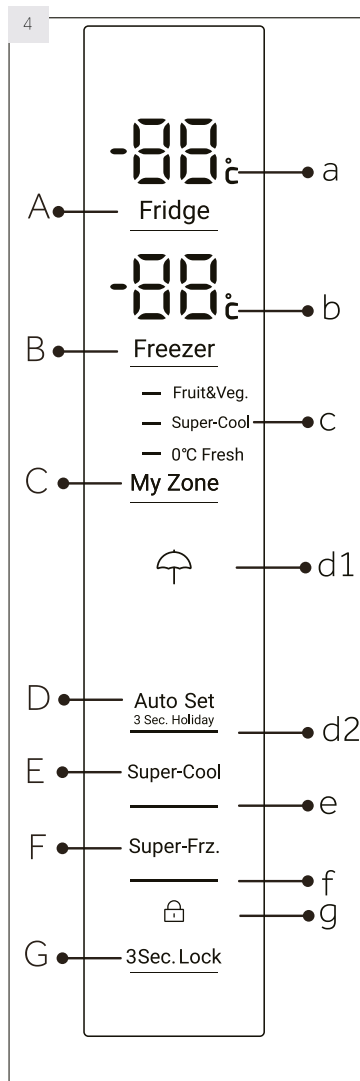 4
-88°C a
A Fridge
-88°C b
B Freezer
Fruit&Veg.
Super-Cool c
0°C Fresh
C My Zone
d1
D Auto Set
3 Sec. Holiday
d2
E Super-Cool
e
F Super-Frz.
f
g
G 3Sec.Lock